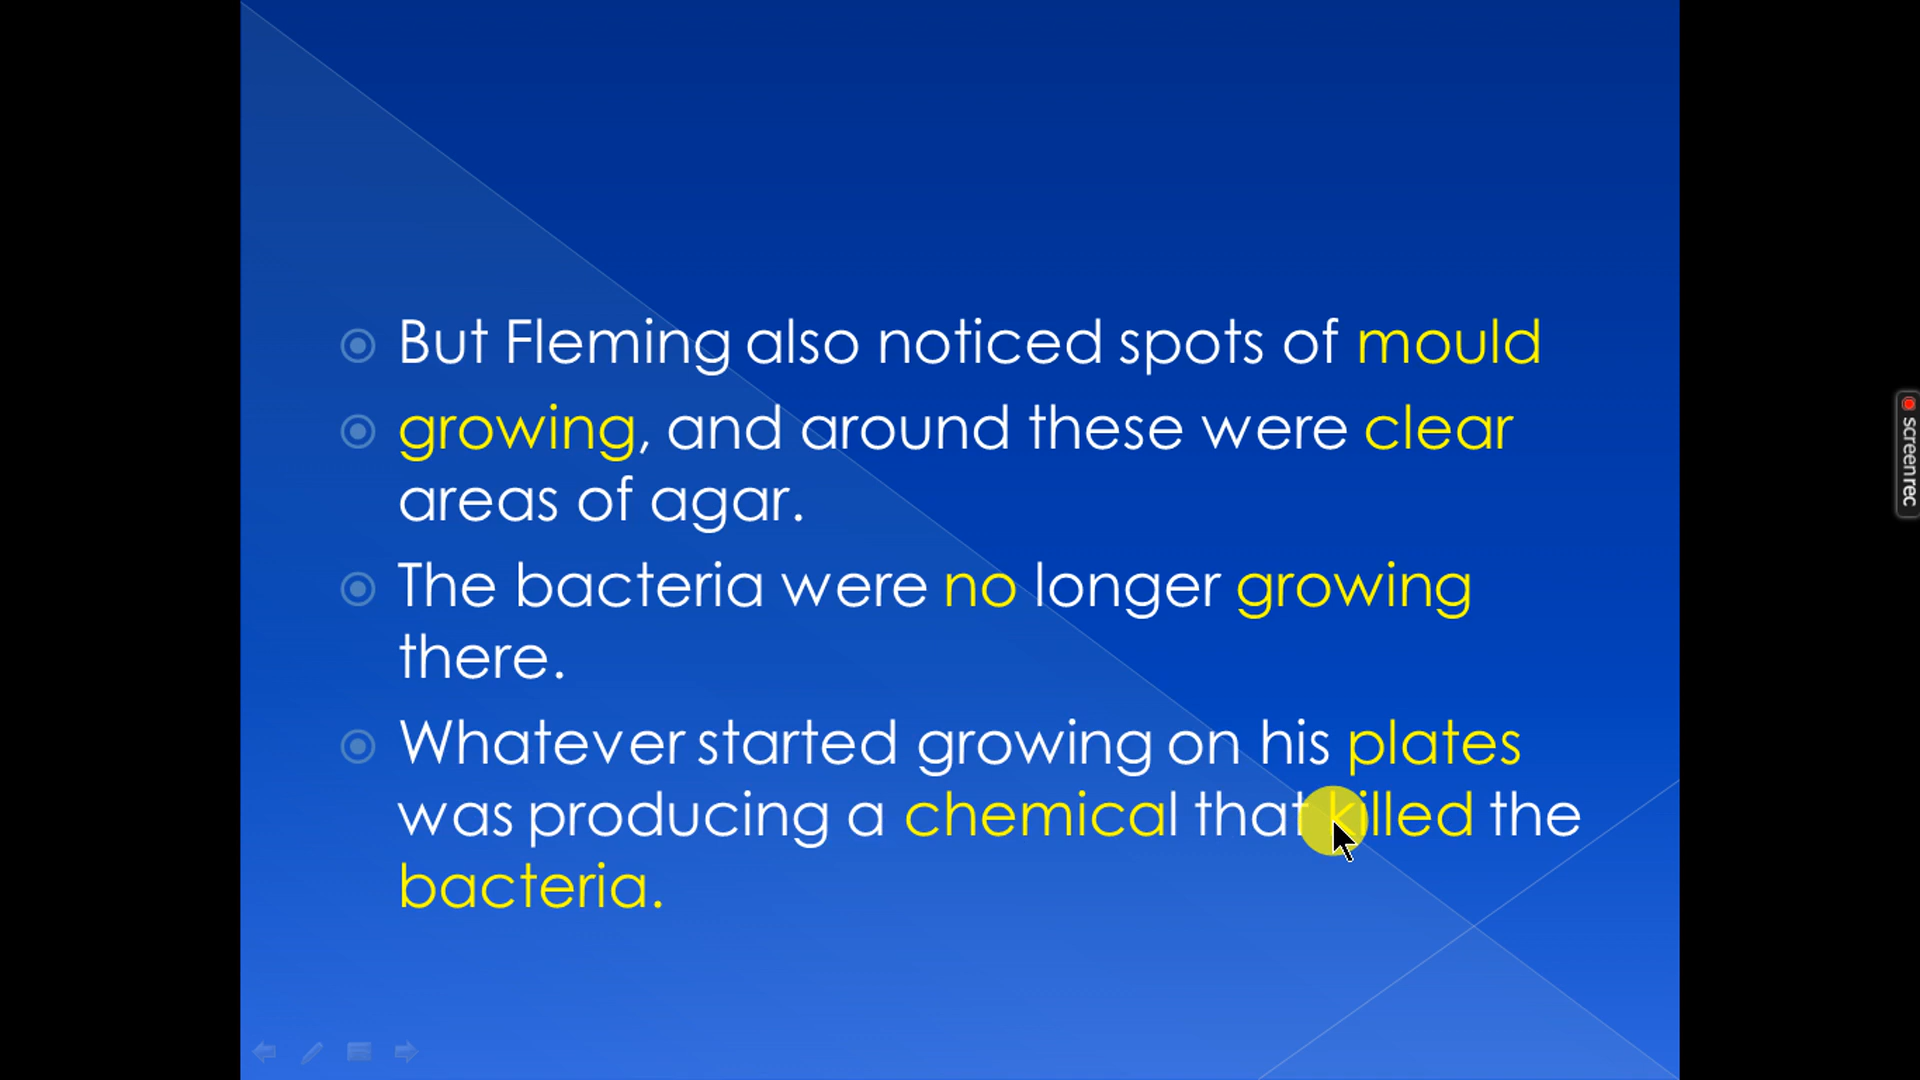 But Fleming also noticed spots of mould
growing, and around these were clear
areas of agar.
The bacteria were no longer growing
there.
Whatever started growing on his plates
was producing a chemical that killed the
bacteria.
screenrec